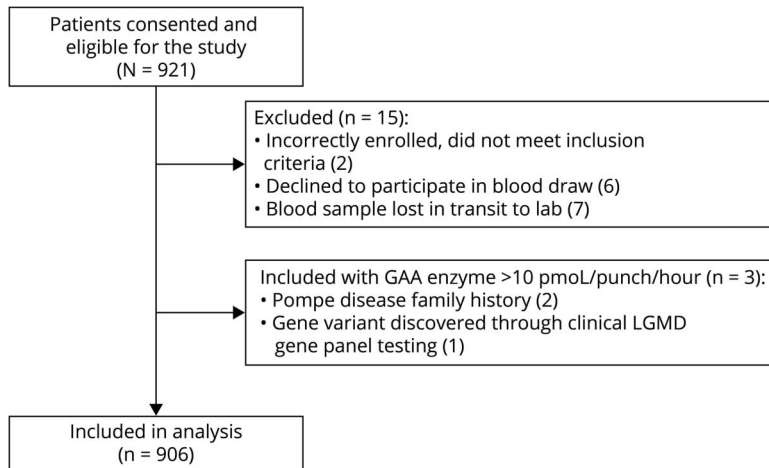 Patients consented and
eligible for the study
(N = 921)
Excluded (n = 15):
• Incorrectly enrolled, did not meet inclusion
criteria (2)
• Declined to participate in blood draw (6)
• Blood sample lost in transit to lab (7)
Included with GAA enzyme >10 pmoL/punch/hour (n = 3):
• Pompe disease family history (2)
• Gene variant discovered through clinical LGMD
gene panel testing (1)
Included in analysis
(n = 906)